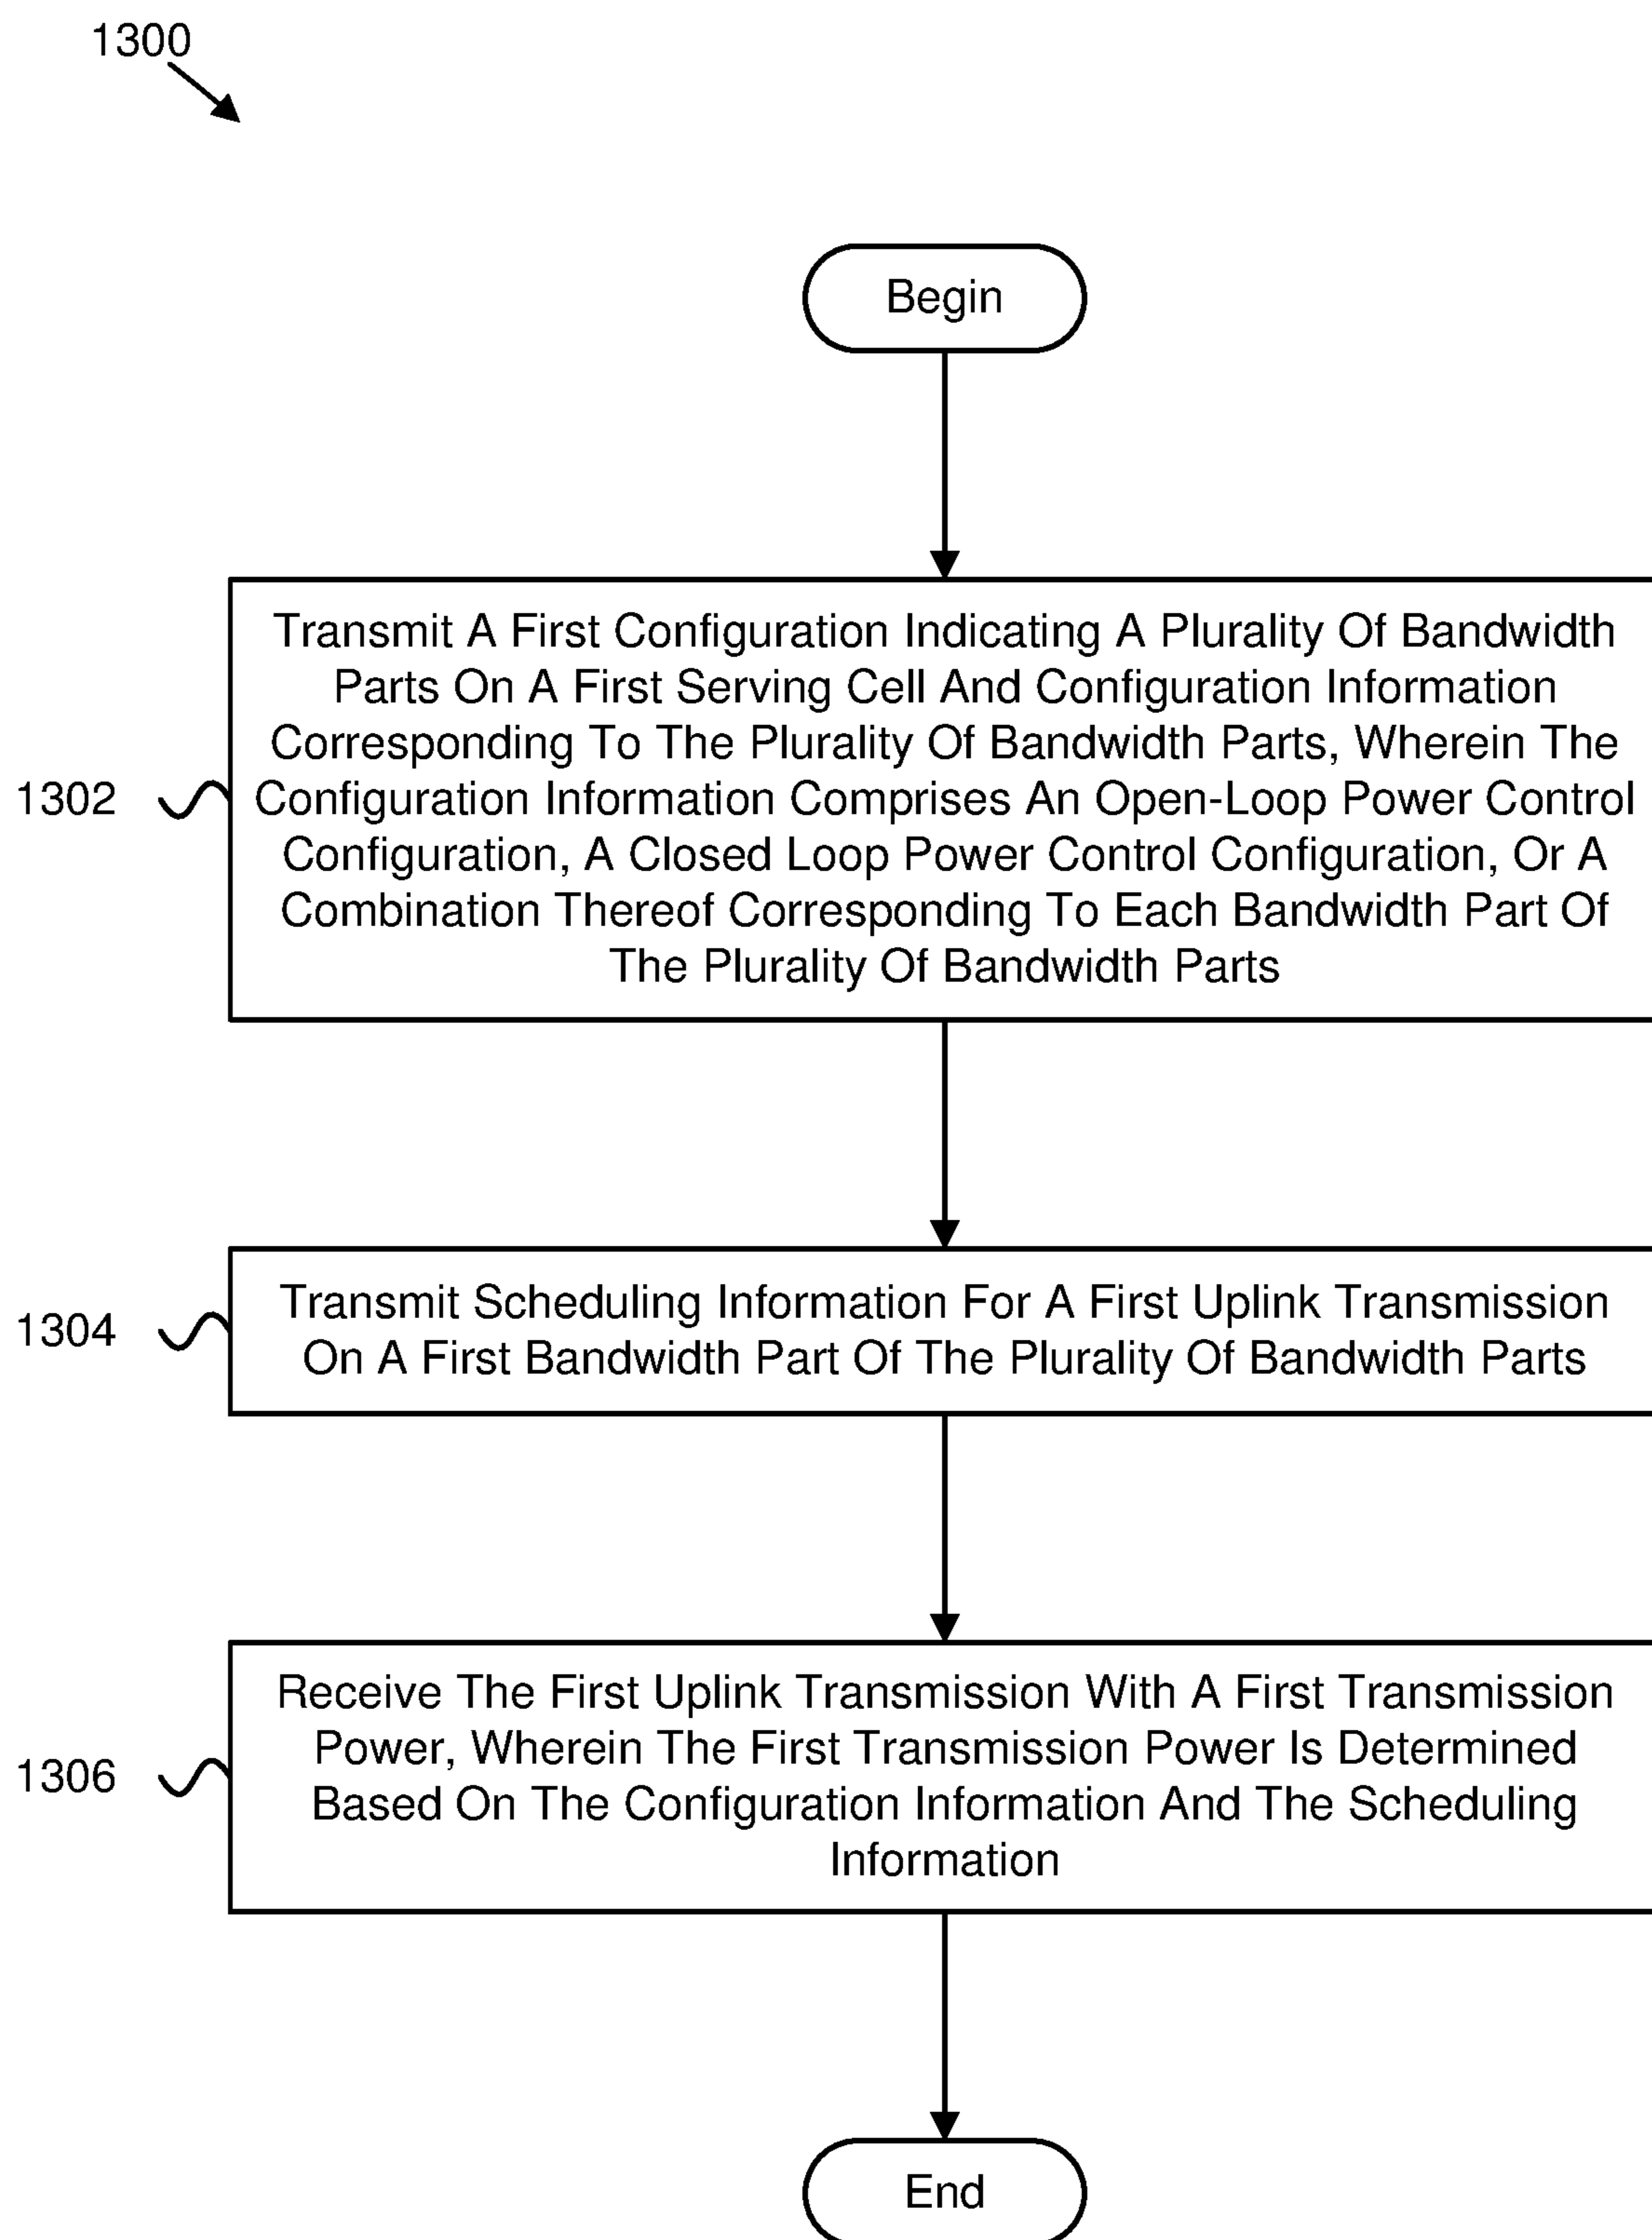 1300
Begin
Transmit A First Configuration Indicating A Plurality Of Bandwidth
Parts On A First Serving Cell And Configuration Information
Corresponding To The Plurality Of Bandwidth Parts, Wherein The
Configuration Information Comprises An Open-Loop Power Control
Configuration, A Closed Loop Power Control Configuration, Or A
Combination Thereof Corresponding To Each Bandwidth Part Of
The Plurality Of Bandwidth Parts
1302
Transmit Scheduling Information For A First Uplink Transmission
On A First Bandwidth Part Of The Plurality Of Bandwidth Parts
1304
Receive The First Uplink Transmission With A First Transmission
Power, Wherein The First Transmission Power Is Determined
Based On The Configuration Information And The Scheduling
Information
1306
End